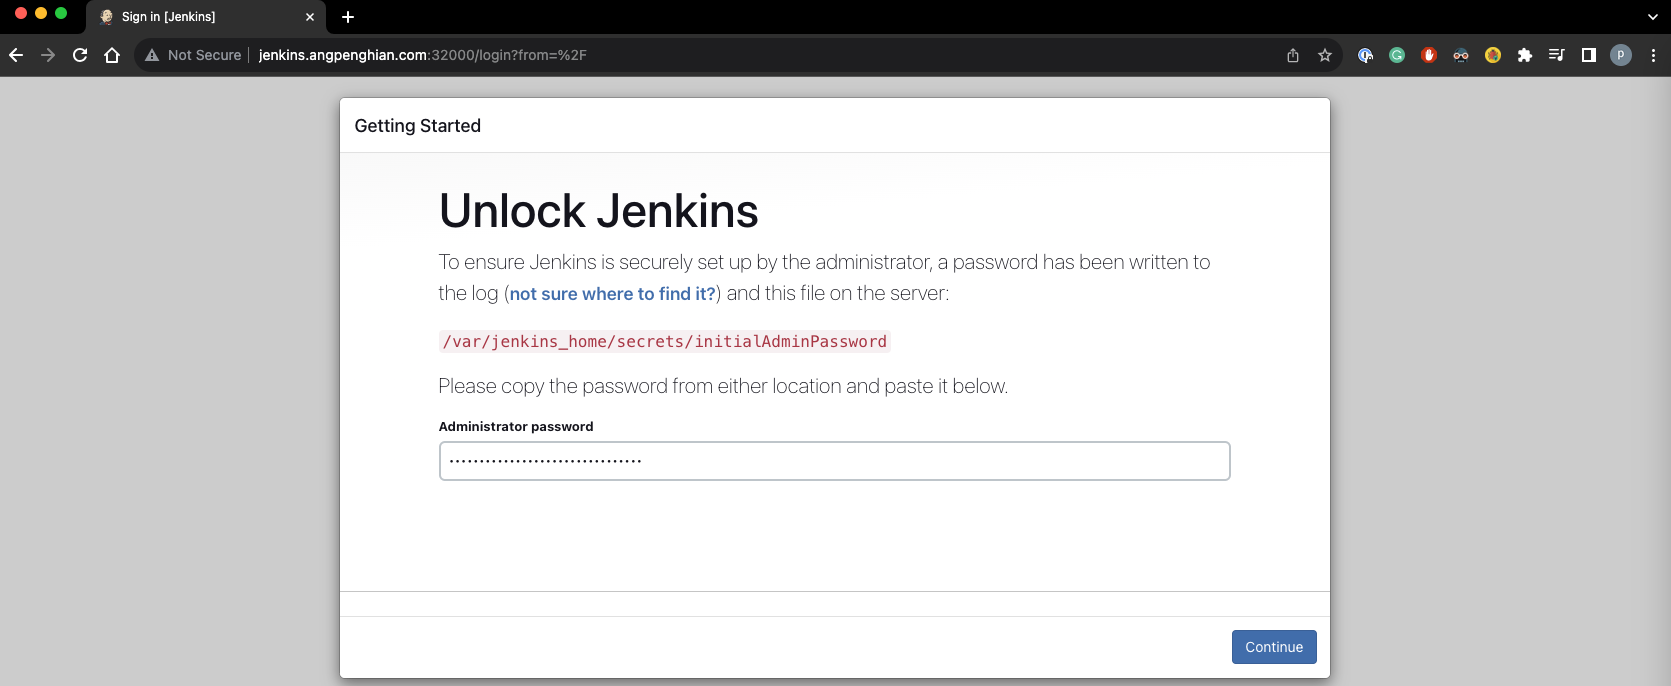 Sign in [Jenkins]
Not Secure | jenkins.angpenghian.com:32000/login?from=%2F
P
Getting Started
Unlock Jenkins
To ensure Jenkins is securely set up by the administrator, a password has been written to
the log (not sure where to find it?) and this file on the server:
/var/jenkins_home/secrets/initialAdminPassword
Please copy the password from either location and paste it below.
Administrator password
································
Continue